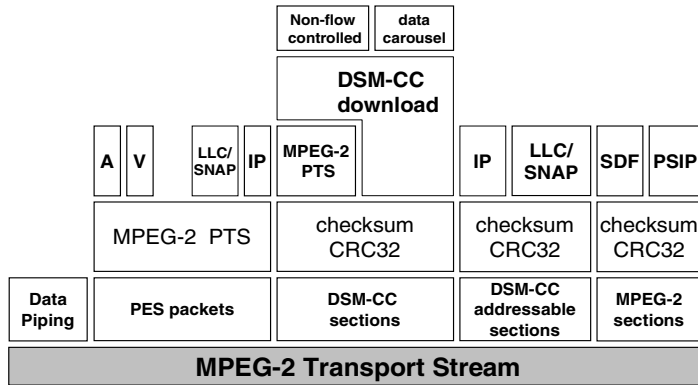 Non-flow
controlled
data
carousel
DSM-CC
download
A
V
LLC/
SNAP
IP
MPEG-2
PTS
IP
LLC/
SNAP
SDF
PSIP
MPEG-2 PTS
checksum
CRC32
checksum
CRC32
checksum
CRC32
Data
Piping
PES packets
DSM-CC
sections
DSM-CC
addressable
sections
MPEG-2
sections
MPEG-2 Transport Stream